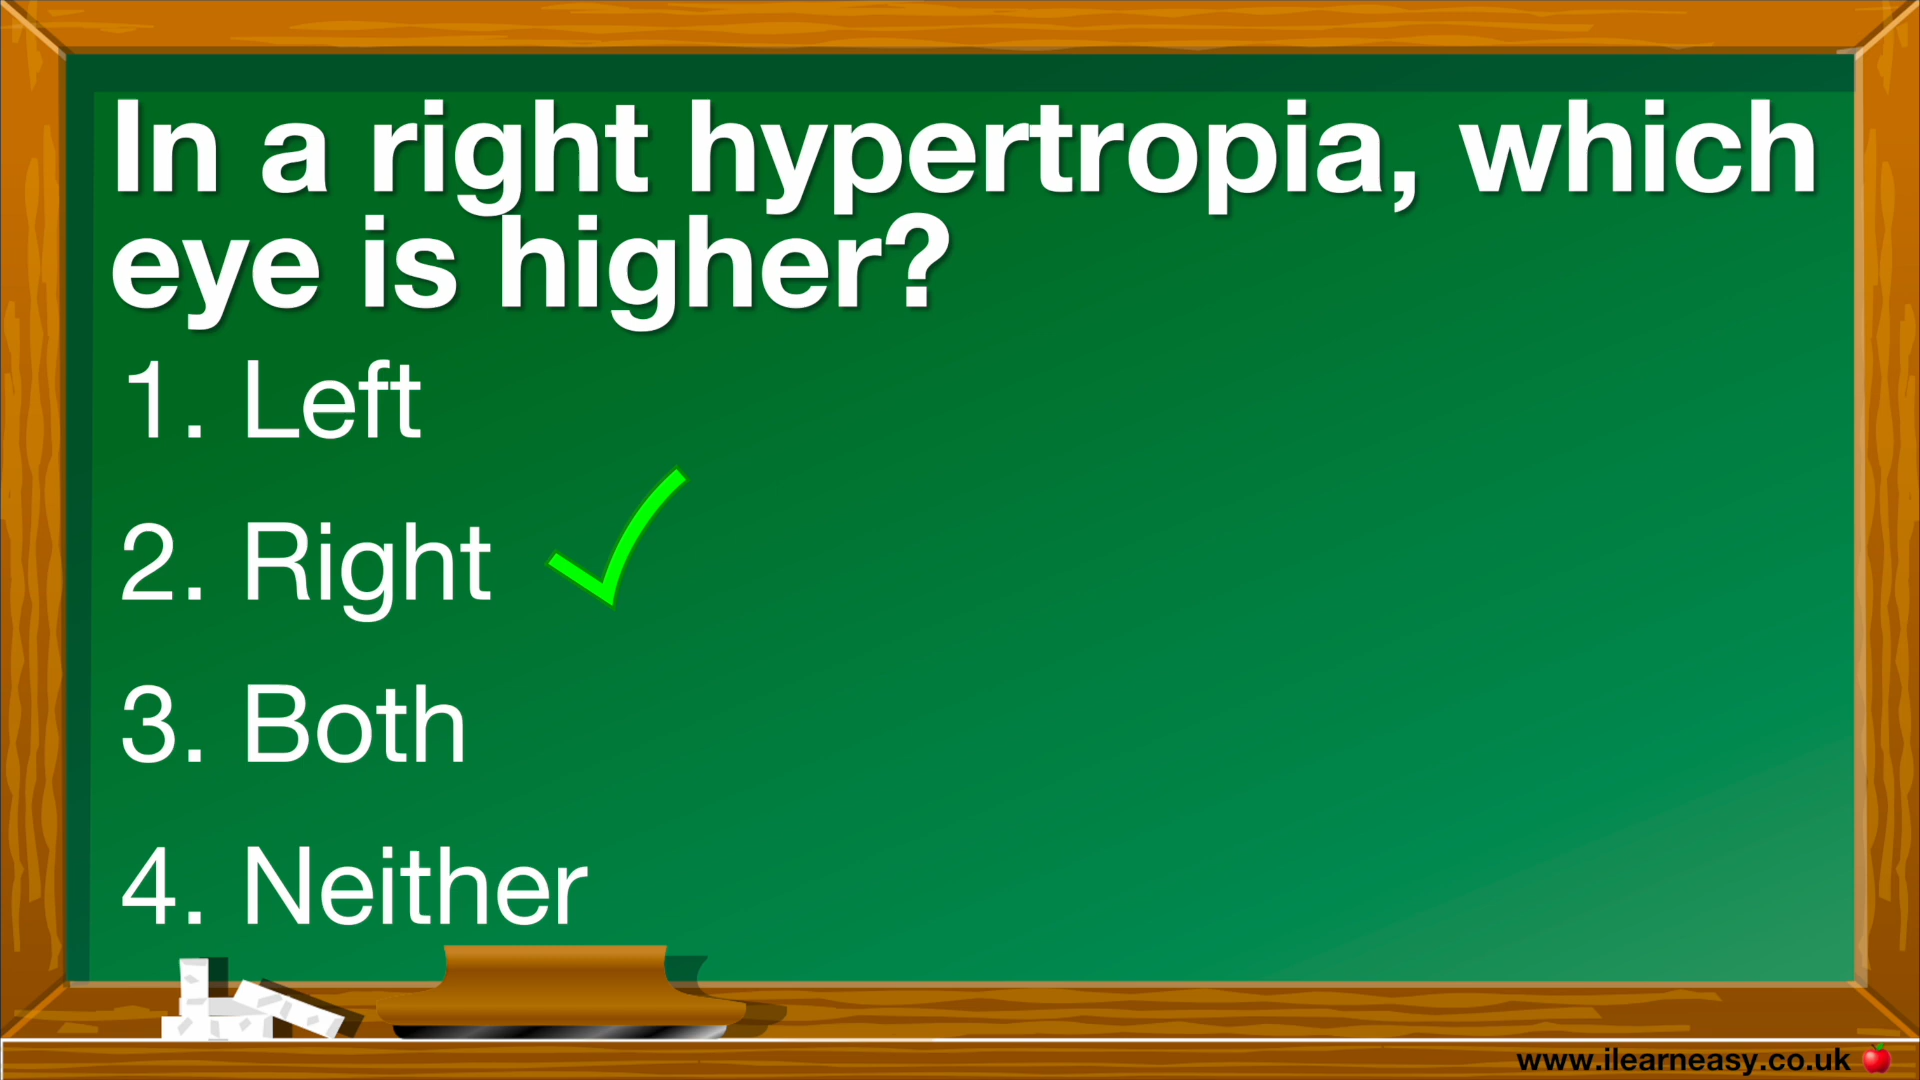 In a right hypertropia, which
eye is higher?
1. Left
2. Right
3. Both
4. Neither
www.ilearneasy.co.uk